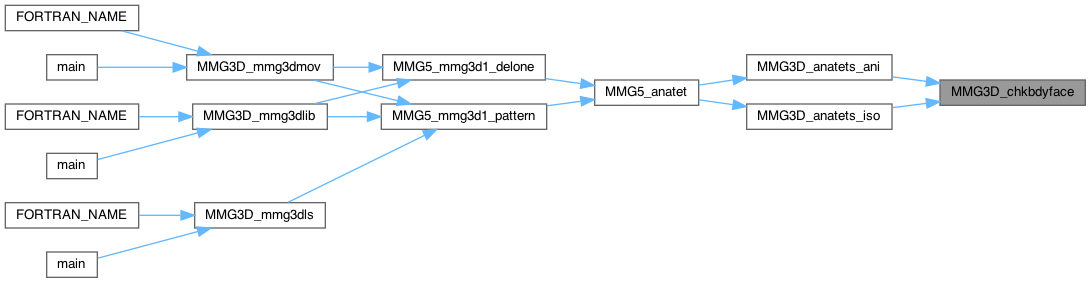 FORTRAN_NAME
main
MMG3D_mmg3dmov
MMG5_mmg3d1_delone
MMG3D_anatets_ani
MMG5_anatet
MMG3D_chkbdyface
FORTRAN_NAME
MMG3D_mmg3dlib
MMG5_mmg3d1_pattern
MMG3D_anatets_iso
main
FORTRAN_NAME
MMG3D_mmg3dls
main